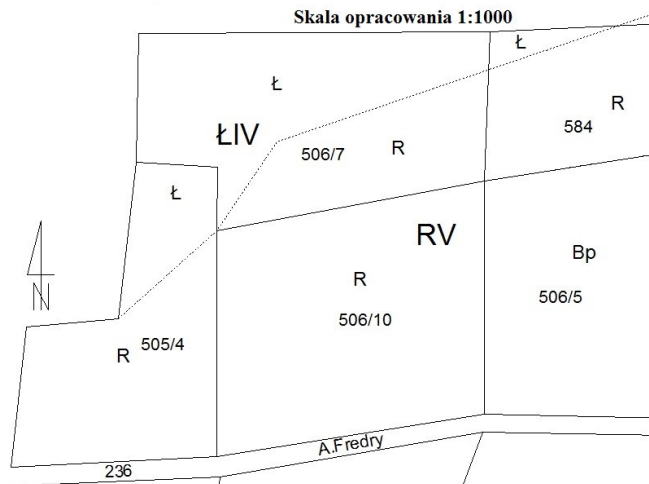 Skala opracowania 1:1000
Ł
Ł
R
584
ŁIV
506/7
R
Ł
RV
R
506/10
Bp
506/5
N
505/4
R
A.Fredry
236